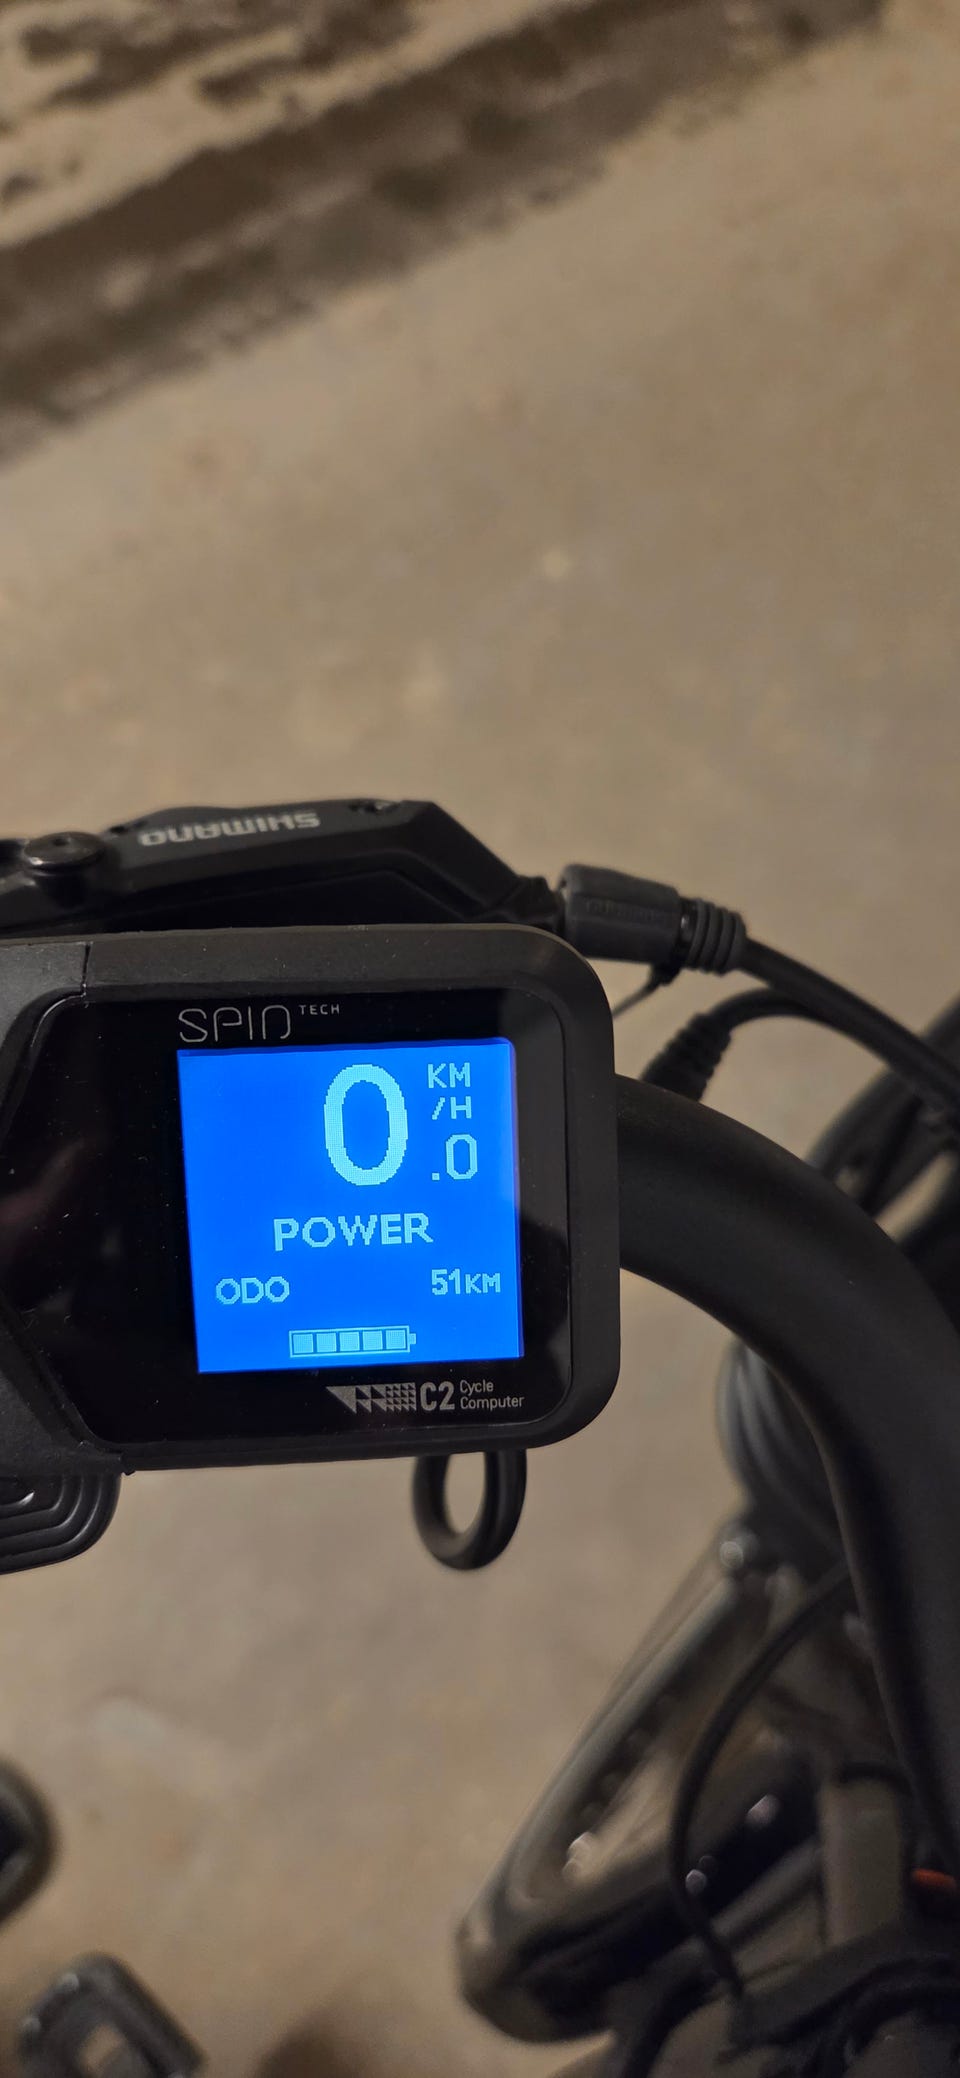 SHIMANO
SPIN TECH
0.0 KM/H
POWER
ODO 51KM
C2 Cycle Computer